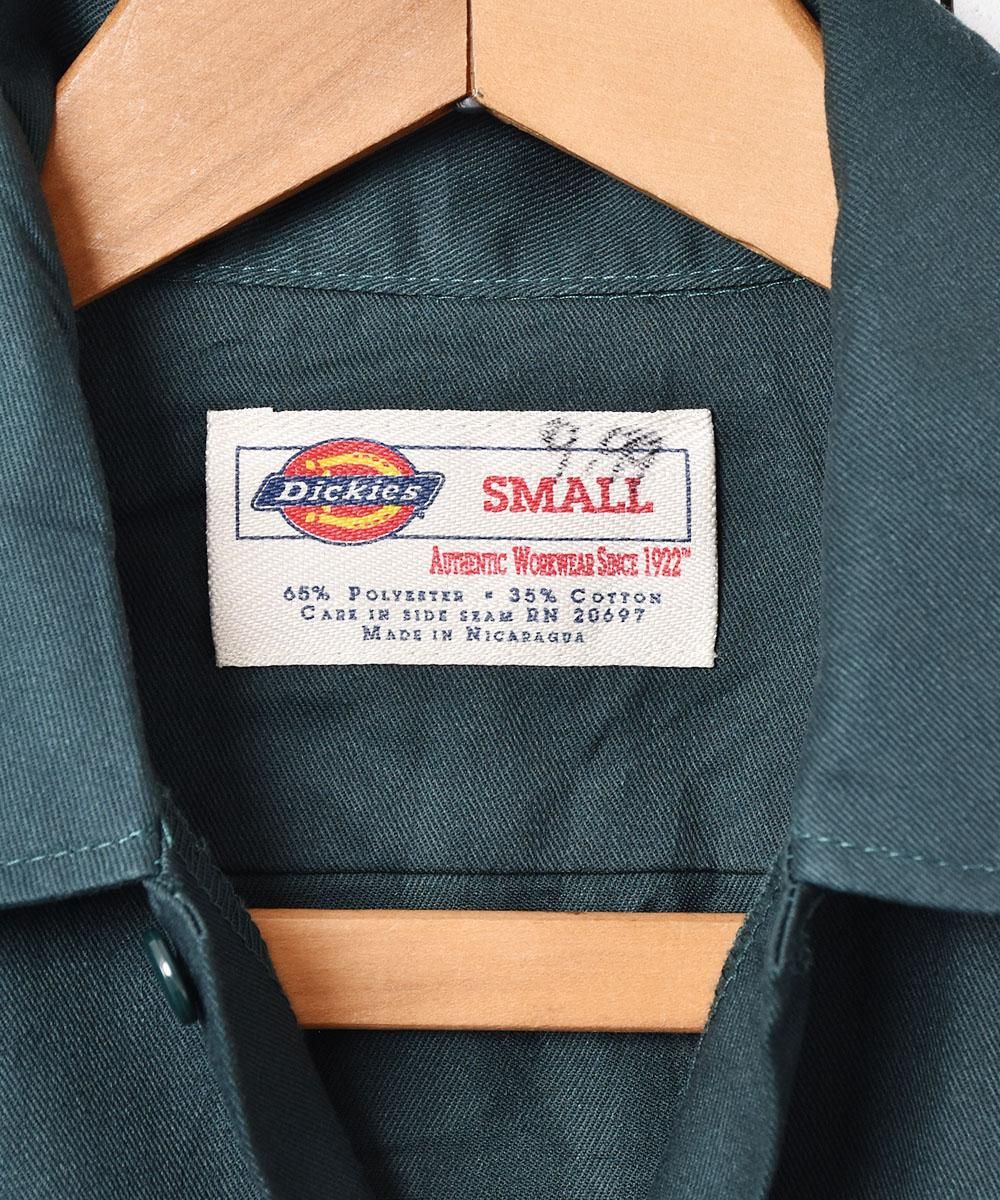 Dickies
SMALL
AUTHENTIC WORKWEAR SINCE 1922™
65% POLYESTER • 35% COTTON
CARE IN SIDE SEAM RN 20697
MADE IN NICARAGUA